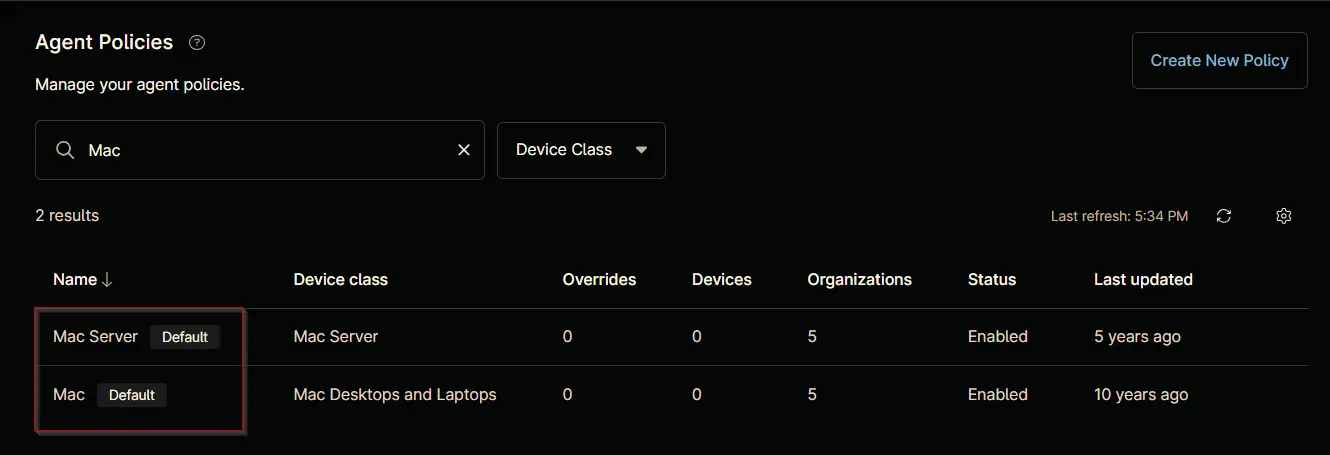 Agent Policies ?
Create New Policy
Manage your agent policies.
Mac
Device Class
2 results
Last refresh: 5:34 PM
Name Device class Overrides Devices Organizations Status Last updated
Mac Server Default Mac Server 0 0 5 Enabled 5 years ago
Mac Default Mac Desktops and Laptops 0 0 5 Enabled 10 years ago